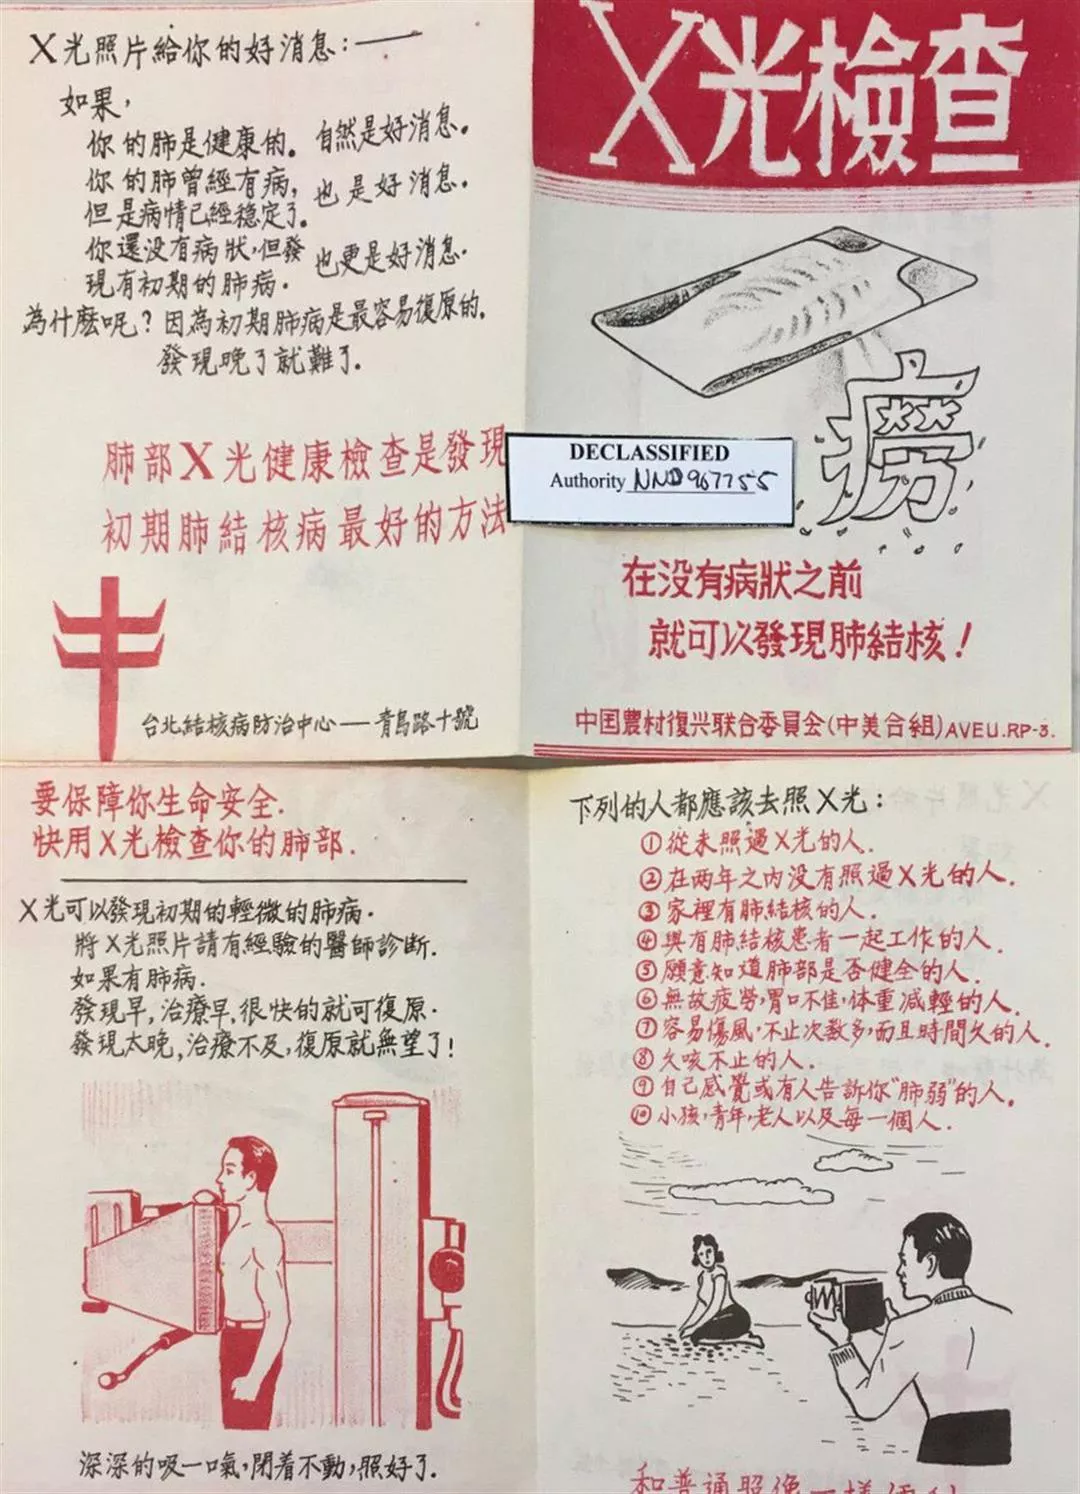 X光照片給你的好消息：——
如果，
你的肺是健康的。自然是好消息。
你的肺曾經有病，
但是病情已經穩定了。
也是好消息。
你還没有病狀，但發
現有初期的肺病．
也更是好消息．
為什麽呢？因為初期肺病是最容易復原的．
發現晚了就難了．
肺部X光健康檢查是發現
初期肺結核病最好的方法
台北結核病防治中心——青島路十號
X光檢查
癆
DECLASSIFIED
Authority NND967755
在没有病狀之前
就可以發現肺結核！
中国農村復兴联合委員会(中美合組)AVEU.RP-3.
要保障你生命安全．
快用X光檢查你的肺部．
X光可以發現初期的輕微的肺病．
將X光照片請有經驗的醫師診斷．
如果有肺病．
發現早，治療早，很快的就可復原．
發現太晚，治療不及，復原就無望了！
深深的吸一口氣，閉着不動，照好了．
下列的人都應該去照X光：
①從未照過X光的人．
②在两年之内没有照過X光的人．
③家裡有肺結核的人．
④與有肺結核患者一起工作的人．
⑤願意知道肺部是否健全的人．
⑥無故疲勞，胃口不佳，体重減輕的人．
⑦容易傷風，不止次数多，而且時間久的人．
⑧久咳不止的人．
⑨自己感覺或有人告訴你“肺弱”的人．
⑩小孩，青年，老人以及每一個人．
和普通照像一樣便利